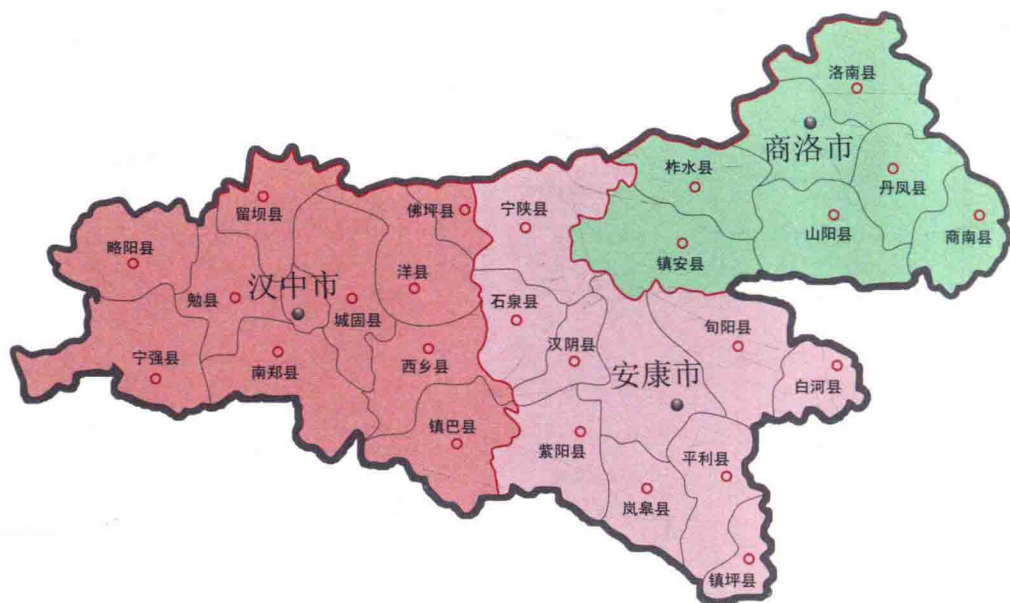 洛南县
商洛市
柞水县
丹凤县
山阳县
商南县
镇安县
留坝县
佛坪县
宁陕县
略阳县
洋县
勉县
汉中市
城固县
石泉县
旬阳县
宁强县
南郑县
西乡县
汉阴县
安康市
白河县
镇巴县
紫阳县
平利县
岚皋县
镇坪县